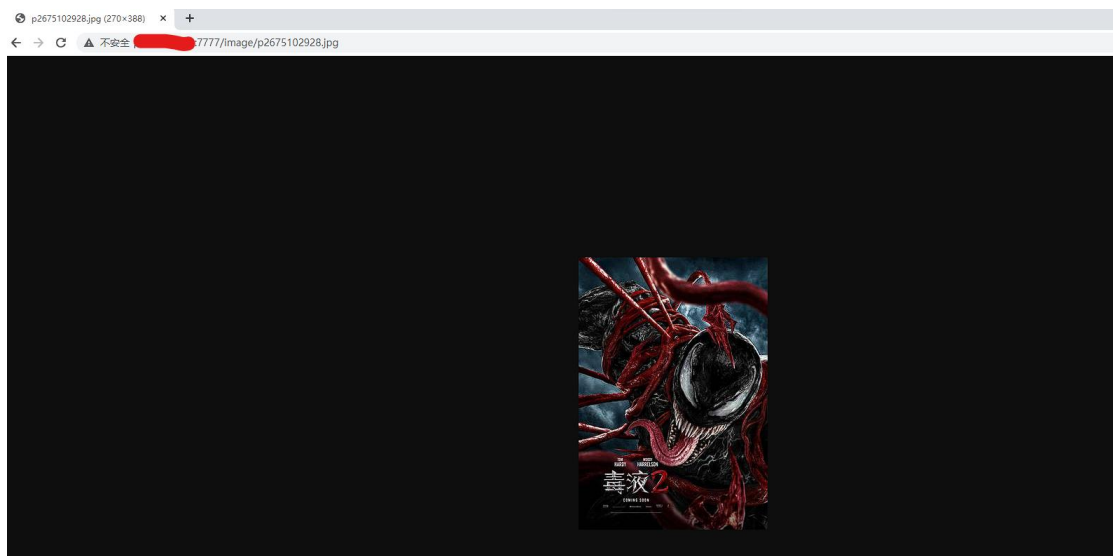 p2675102928.jpg (270×388)
不安全
:7777/image/p2675102928.jpg
TOM HARDY
WOODY HARRELSON
毒液2
COMING SOON